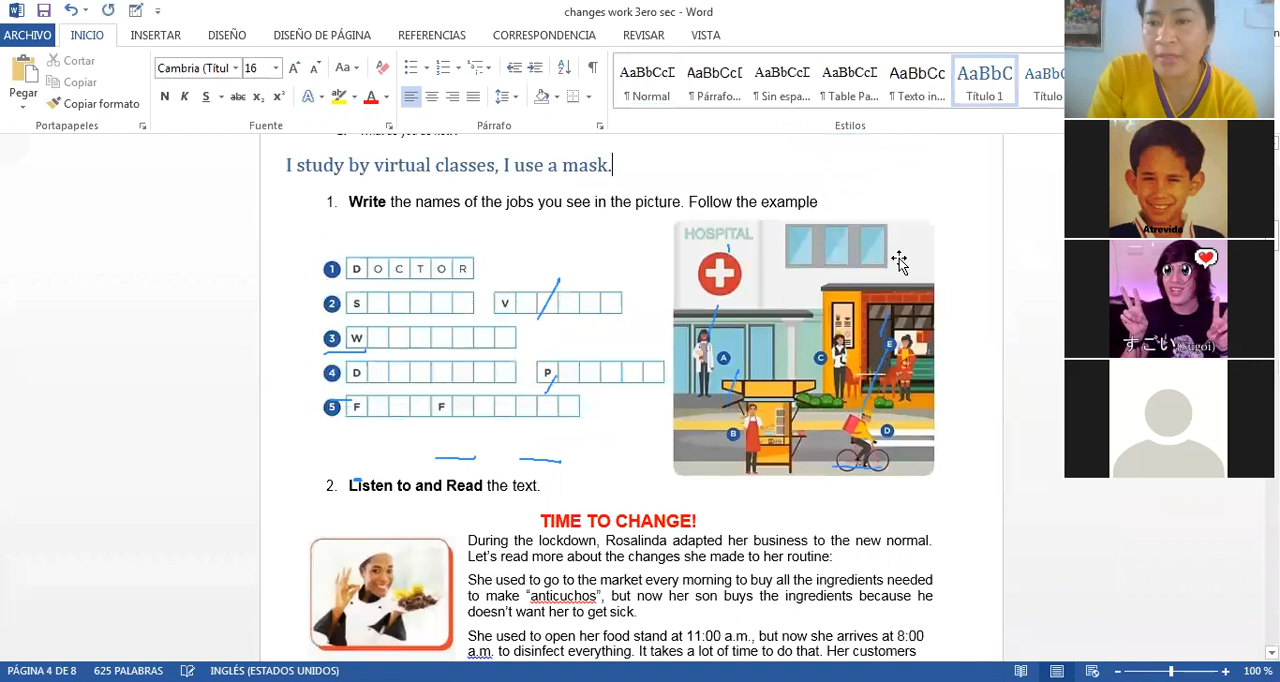 changes work 3ero sec - Word
ARCHIVO INICIO INSERTAR DISEÑO DISEÑO DE PÁGINA REFERENCIAS CORRESPONDENCIA REVISAR VISTA
Cortar
Copiar
Copiar formato
Pegar
Cambria (Títul 16
Aa
N K S abc x₂ x² A A
AaBbCcI AaBbCcD AaBbCcI AaBbCcD AaBbCc AaBbC AaBb
¶ Normal ¶ Párrafo... ¶ Sin espa... ¶ Table Pa... ¶ Texto in... Título 1 Título
Portapapeles Fuente Párrafo Estilos
I study by virtual classes, I use a mask.
1. Write the names of the jobs you see in the picture. Follow the example
HOSPITAL
1 D O C T O R
2 S V
3 W
4 D P
5 F F
A
B
C
D
E
2. Listen to and Read the text.
TIME TO CHANGE!
During the lockdown, Rosalinda adapted her business to the new normal.
Let's read more about the changes she made to her routine:
She used to go to the market every morning to buy all the ingredients needed
to make “anticuchos”, but now her son buys the ingredients because he
doesn't want her to get sick.
She used to open her food stand at 11:00 a.m., but now she arrives at 8:00
a.m. to disinfect everything. It takes a lot of time to do that. Her customers
Atrevida
すごい (sugoi)
PÁGINA 4 DE 8 625 PALABRAS INGLÉS (ESTADOS UNIDOS) 100 %